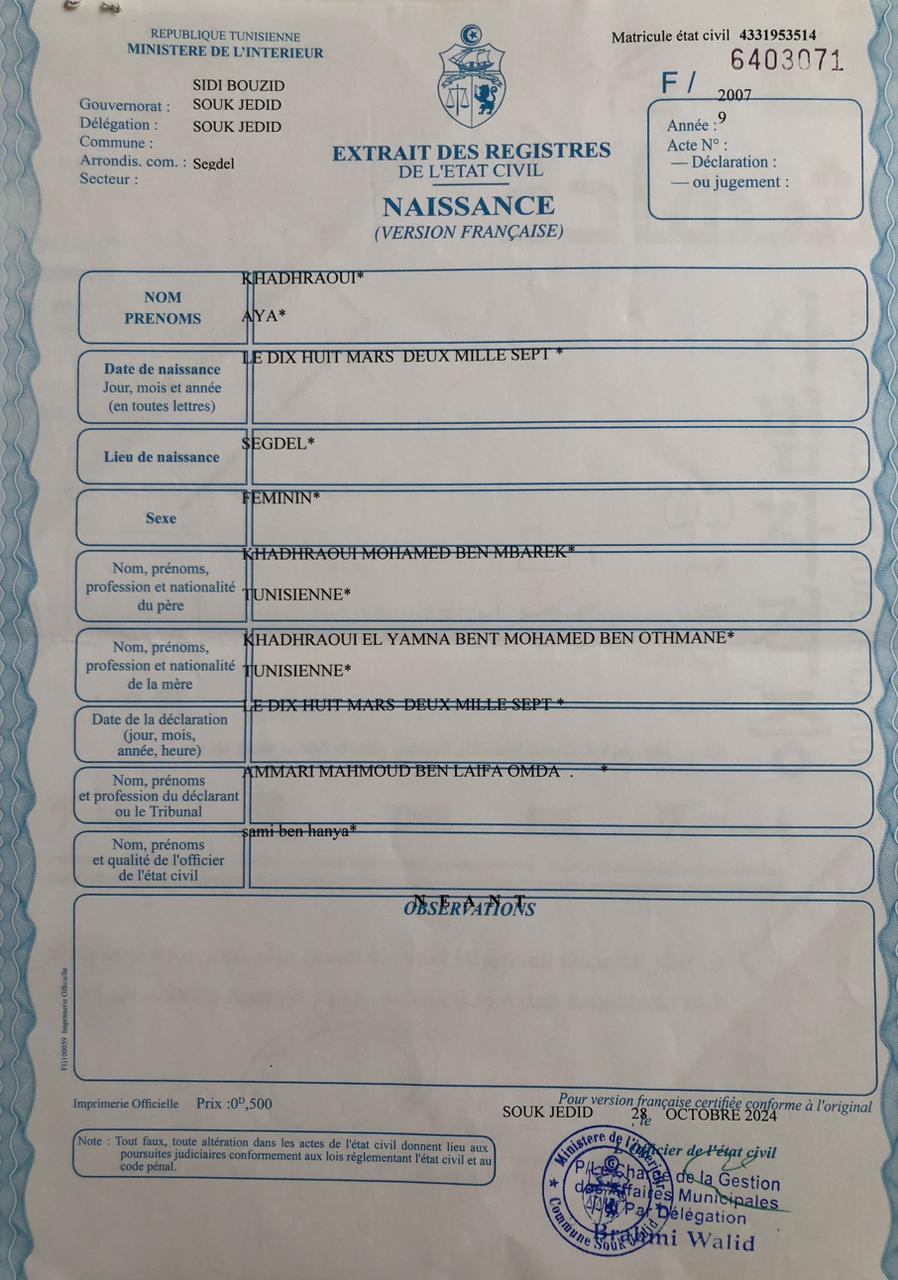 REPUBLIQUE TUNISIENNE
MINISTERE DE L'INTERIEUR
Matricule état civil 4331953514
6403071
F /
2007
SIDI BOUZID
Gouvernorat : SOUK JEDID
Délégation : SOUK JEDID
Commune :
Arrondis. com. : Segdel
Secteur :
Année :9
Acte N° :
— Déclaration :
— ou jugement :
EXTRAIT DES REGISTRES
DE L'ETAT CIVIL
NAISSANCE
(VERSION FRANÇAISE)
NOM
PRENOMS
KHADHRAOUI*
AYA*
Date de naissance
Jour, mois et année
(en toutes lettres)
LE DIX HUIT MARS DEUX MILLE SEPT *
Lieu de naissance
SEGDEL*
Sexe
FEMININ*
Nom, prénoms,
profession et nationalité
du père
KHADHRAOUI MOHAMED BEN MBAREK*
TUNISIENNE*
Nom, prénoms,
profession et nationalité
de la mère
KHADHRAOUI EL YAMNA BENT MOHAMED BEN OTHMANE*
TUNISIENNE*
Date de la déclaration
(jour, mois,
année, heure)
LE DIX HUIT MARS DEUX MILLE SEPT *
Nom, prénoms
et profession du déclarant
ou le Tribunal
AMMARI MAHMOUD BEN LAIFA OMDA . *
Nom, prénoms
et qualité de l'officier
de l'état civil
sami ben hanya*
N E A N T
OBSERVATIONS
FG100059 Imprimerie Officielle
Imprimerie Officielle Prix :0ᴰ,500
Pour version française certifiée conforme à l'original
SOUK JEDID 28 OCTOBRE 2024
, le
L'Officier de l'état civil
Note : Tout faux, toute altération dans les actes de l'état civil donnent lieu aux
poursuites judiciaires conformement aux lois réglementant l'état civil et au
code pénal.
Ministere de l'interieur
Commune Souk Jedid
P/Le Chargé de la Gestion
des Affaires Municipales
Par Délégation
Brahmi Walid